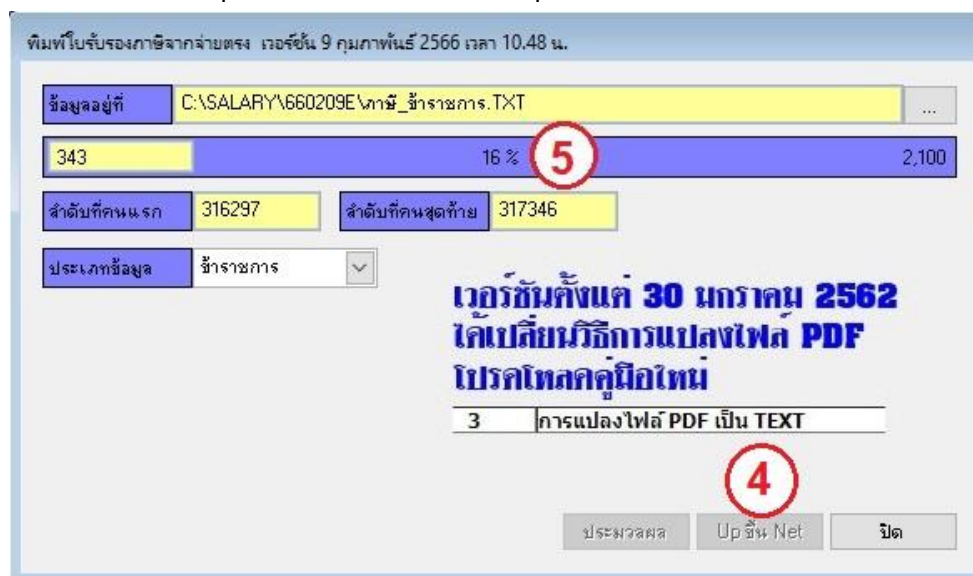 พิมพ์ใบรับรองภาษีจากจ่ายตรง เวอร์ชั่น 9 กุมภาพันธ์ 2566 เวลา 10.48 น.
ข้อมูลอยู่ที่ C:\SALARY\660209E\ภาษี_ข้าราชการ.TXT ...
343 16 % 5 2,100
ลำดับที่คนแรก 316297 ลำดับที่คนสุดท้าย 317346
ประเภทข้อมูล ข้าราชการ
เวอร์ชันตั้งแต่ 30 มกราคม 2562
ได้เปลี่ยนวิธีการแปลงไฟล์ PDF
โปรดโหลดคู่มือใหม่
3 การแปลงไฟล์ PDF เป็น TEXT
4
ประมวลผล Up ขึ้น Net ปิด